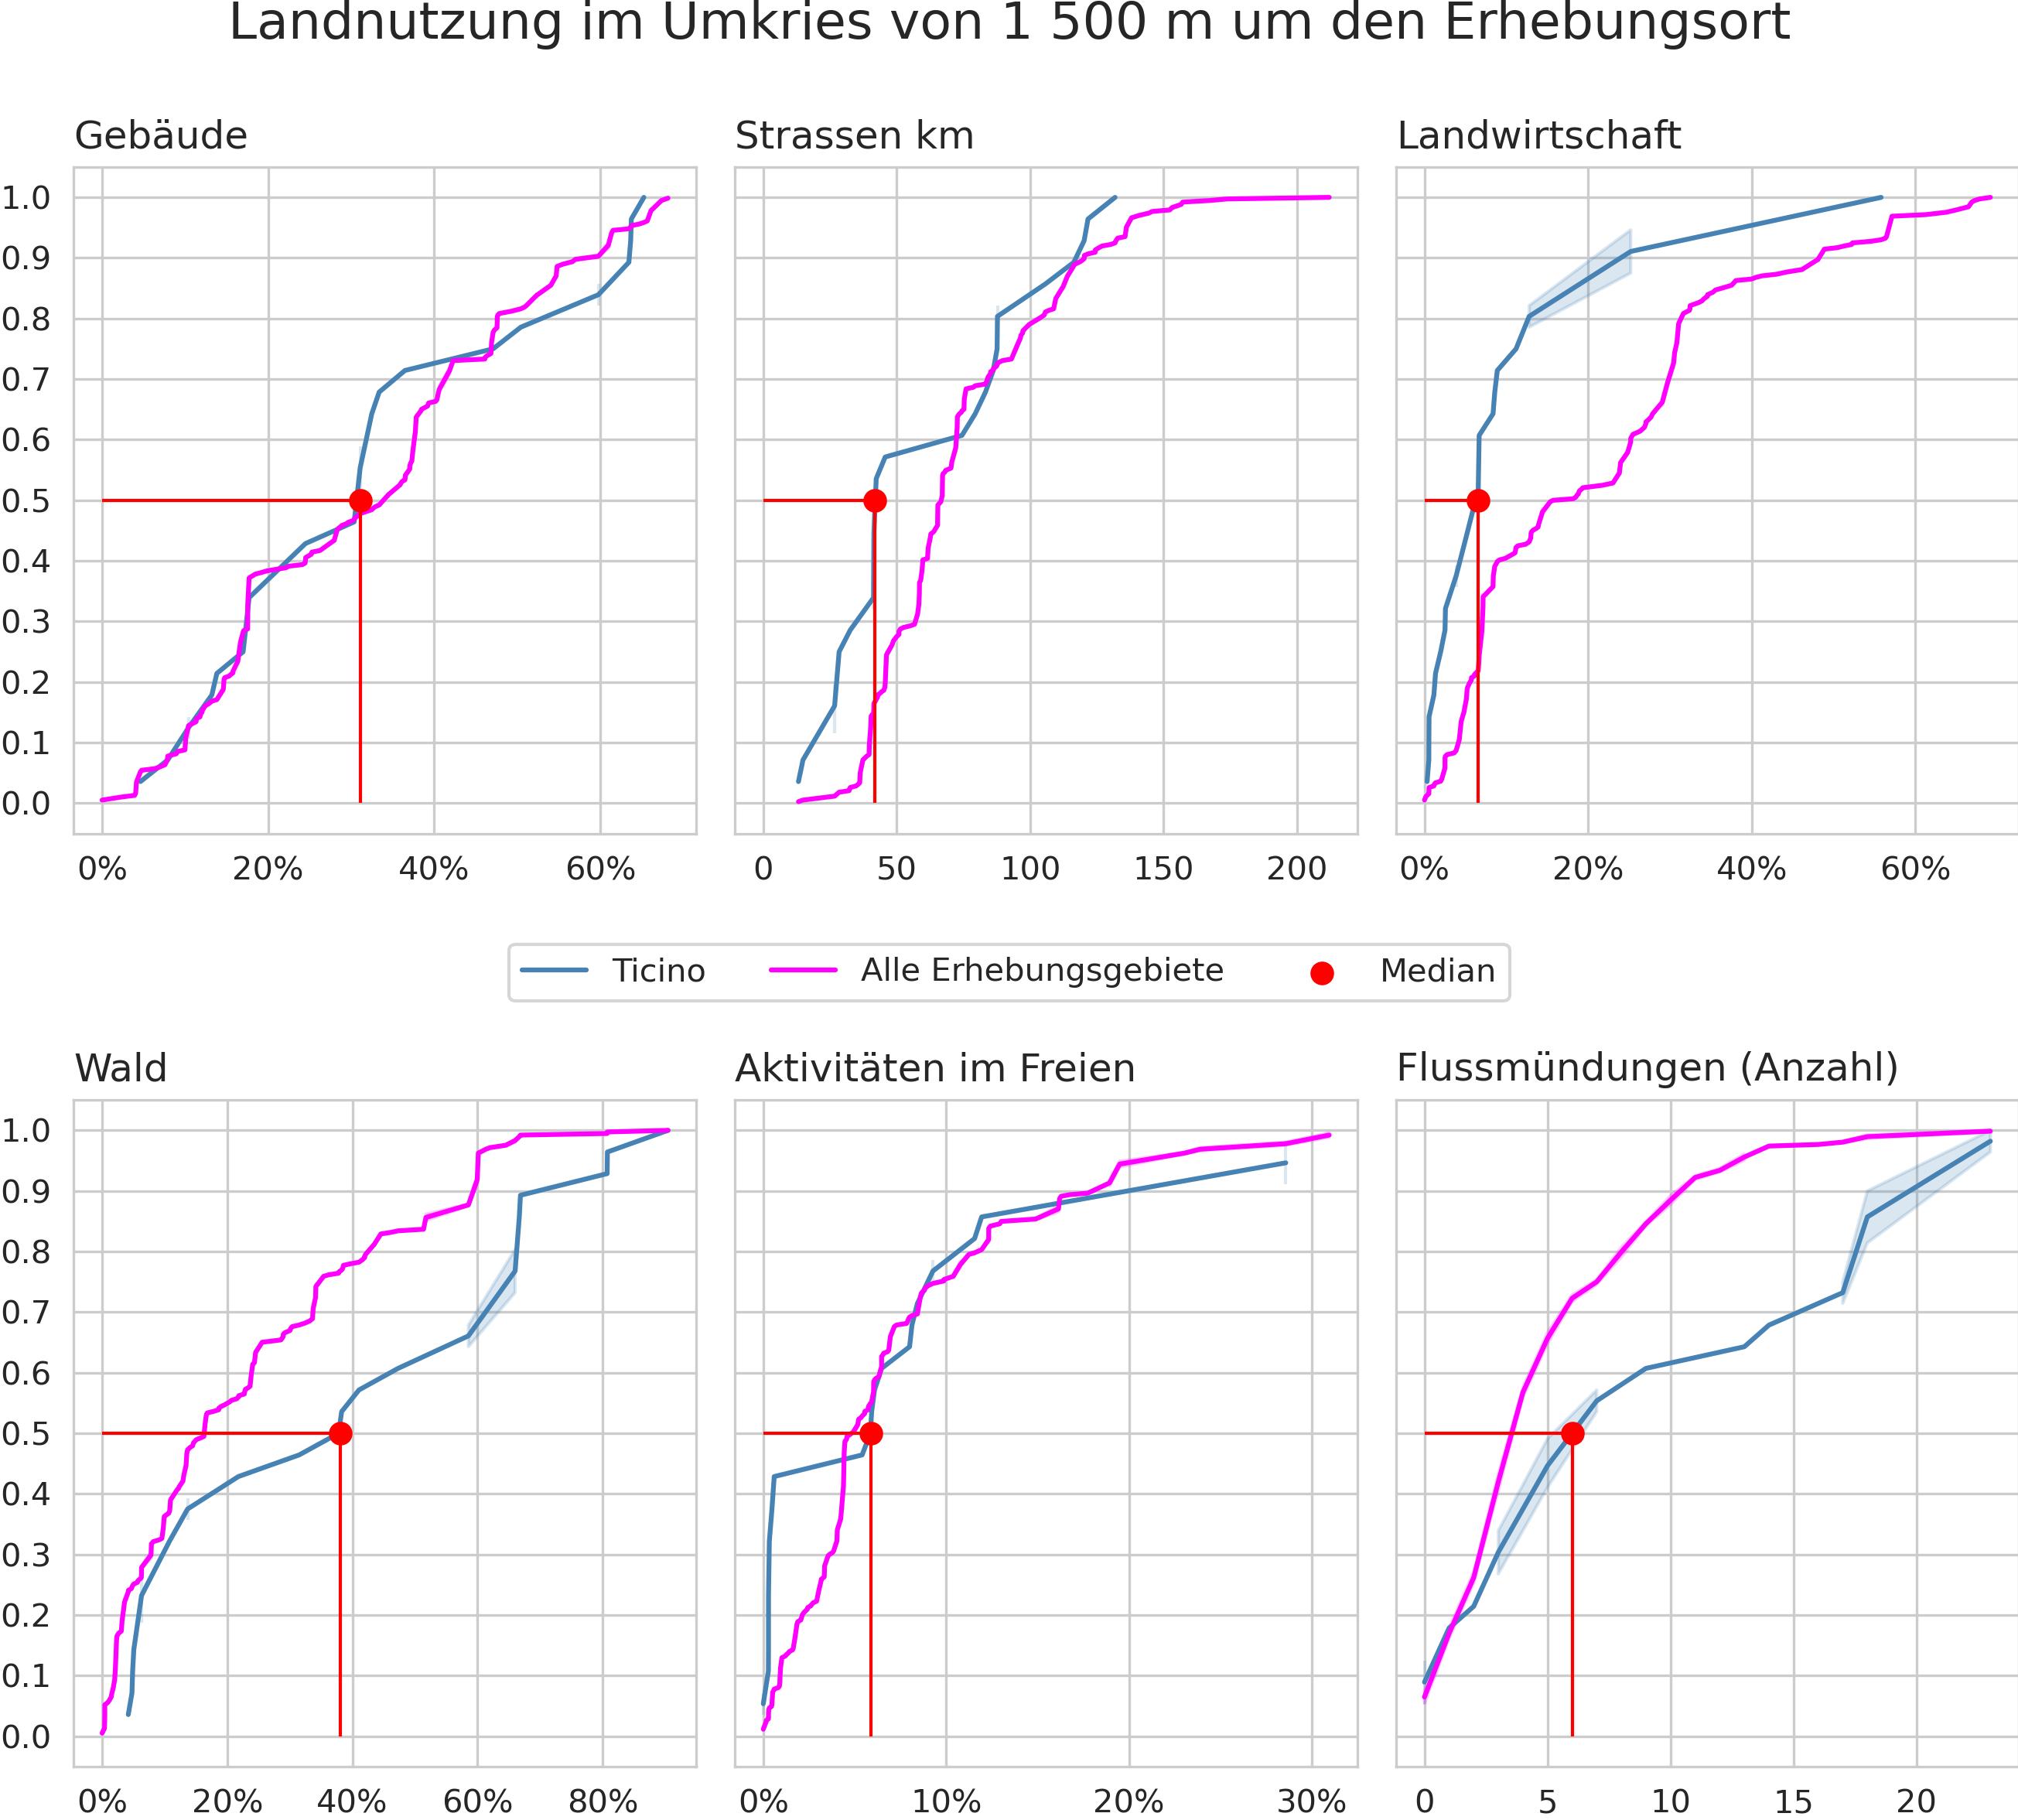 Landnutzung im Umkries von 1 500 m um den Erhebungsort
Gebäude
Strassen km
Landwirtschaft
1.0
0.9
0.8
0.7
0.6
0.5
0.4
0.3
0.2
0.1
0.0
0% 20% 40% 60%
0 50 100 150 200
0% 20% 40% 60%
Ticino Alle Erhebungsgebiete Median
Wald
Aktivitäten im Freien
Flussmündungen (Anzahl)
1.0
0.9
0.8
0.7
0.6
0.5
0.4
0.3
0.2
0.1
0.0
0% 20% 40% 60% 80%
0% 10% 20% 30%
0 5 10 15 20